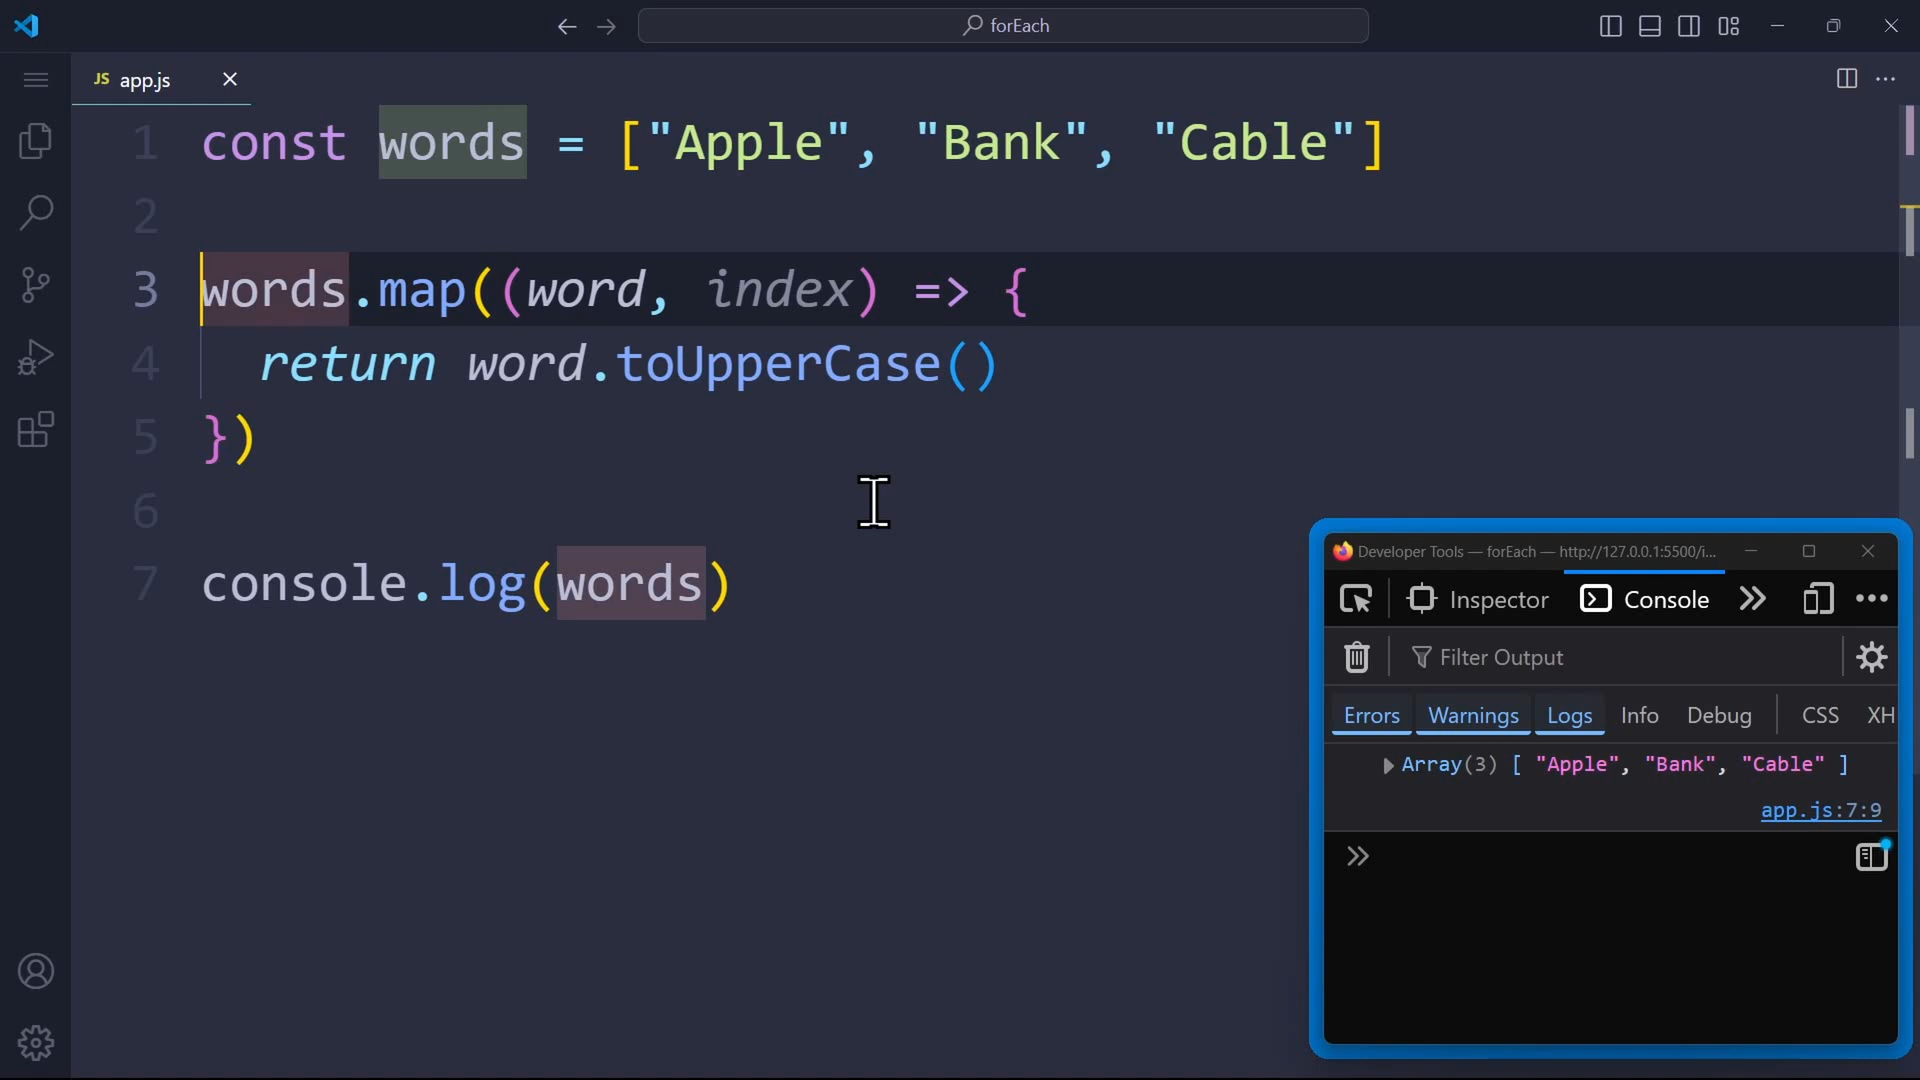 forEach
JS app.js
1 const words = ["Apple", "Bank", "Cable"]
2
3 words.map((word, index) => {
4 return word.toUpperCase()
5 })
6
7 console.log(words)
Developer Tools — forEach — http://127.0.0.1:5500/i...
Inspector Console
Filter Output
Errors Warnings Logs Info Debug CSS XH
Array(3) [ "Apple", "Bank", "Cable" ]
app.js:7:9